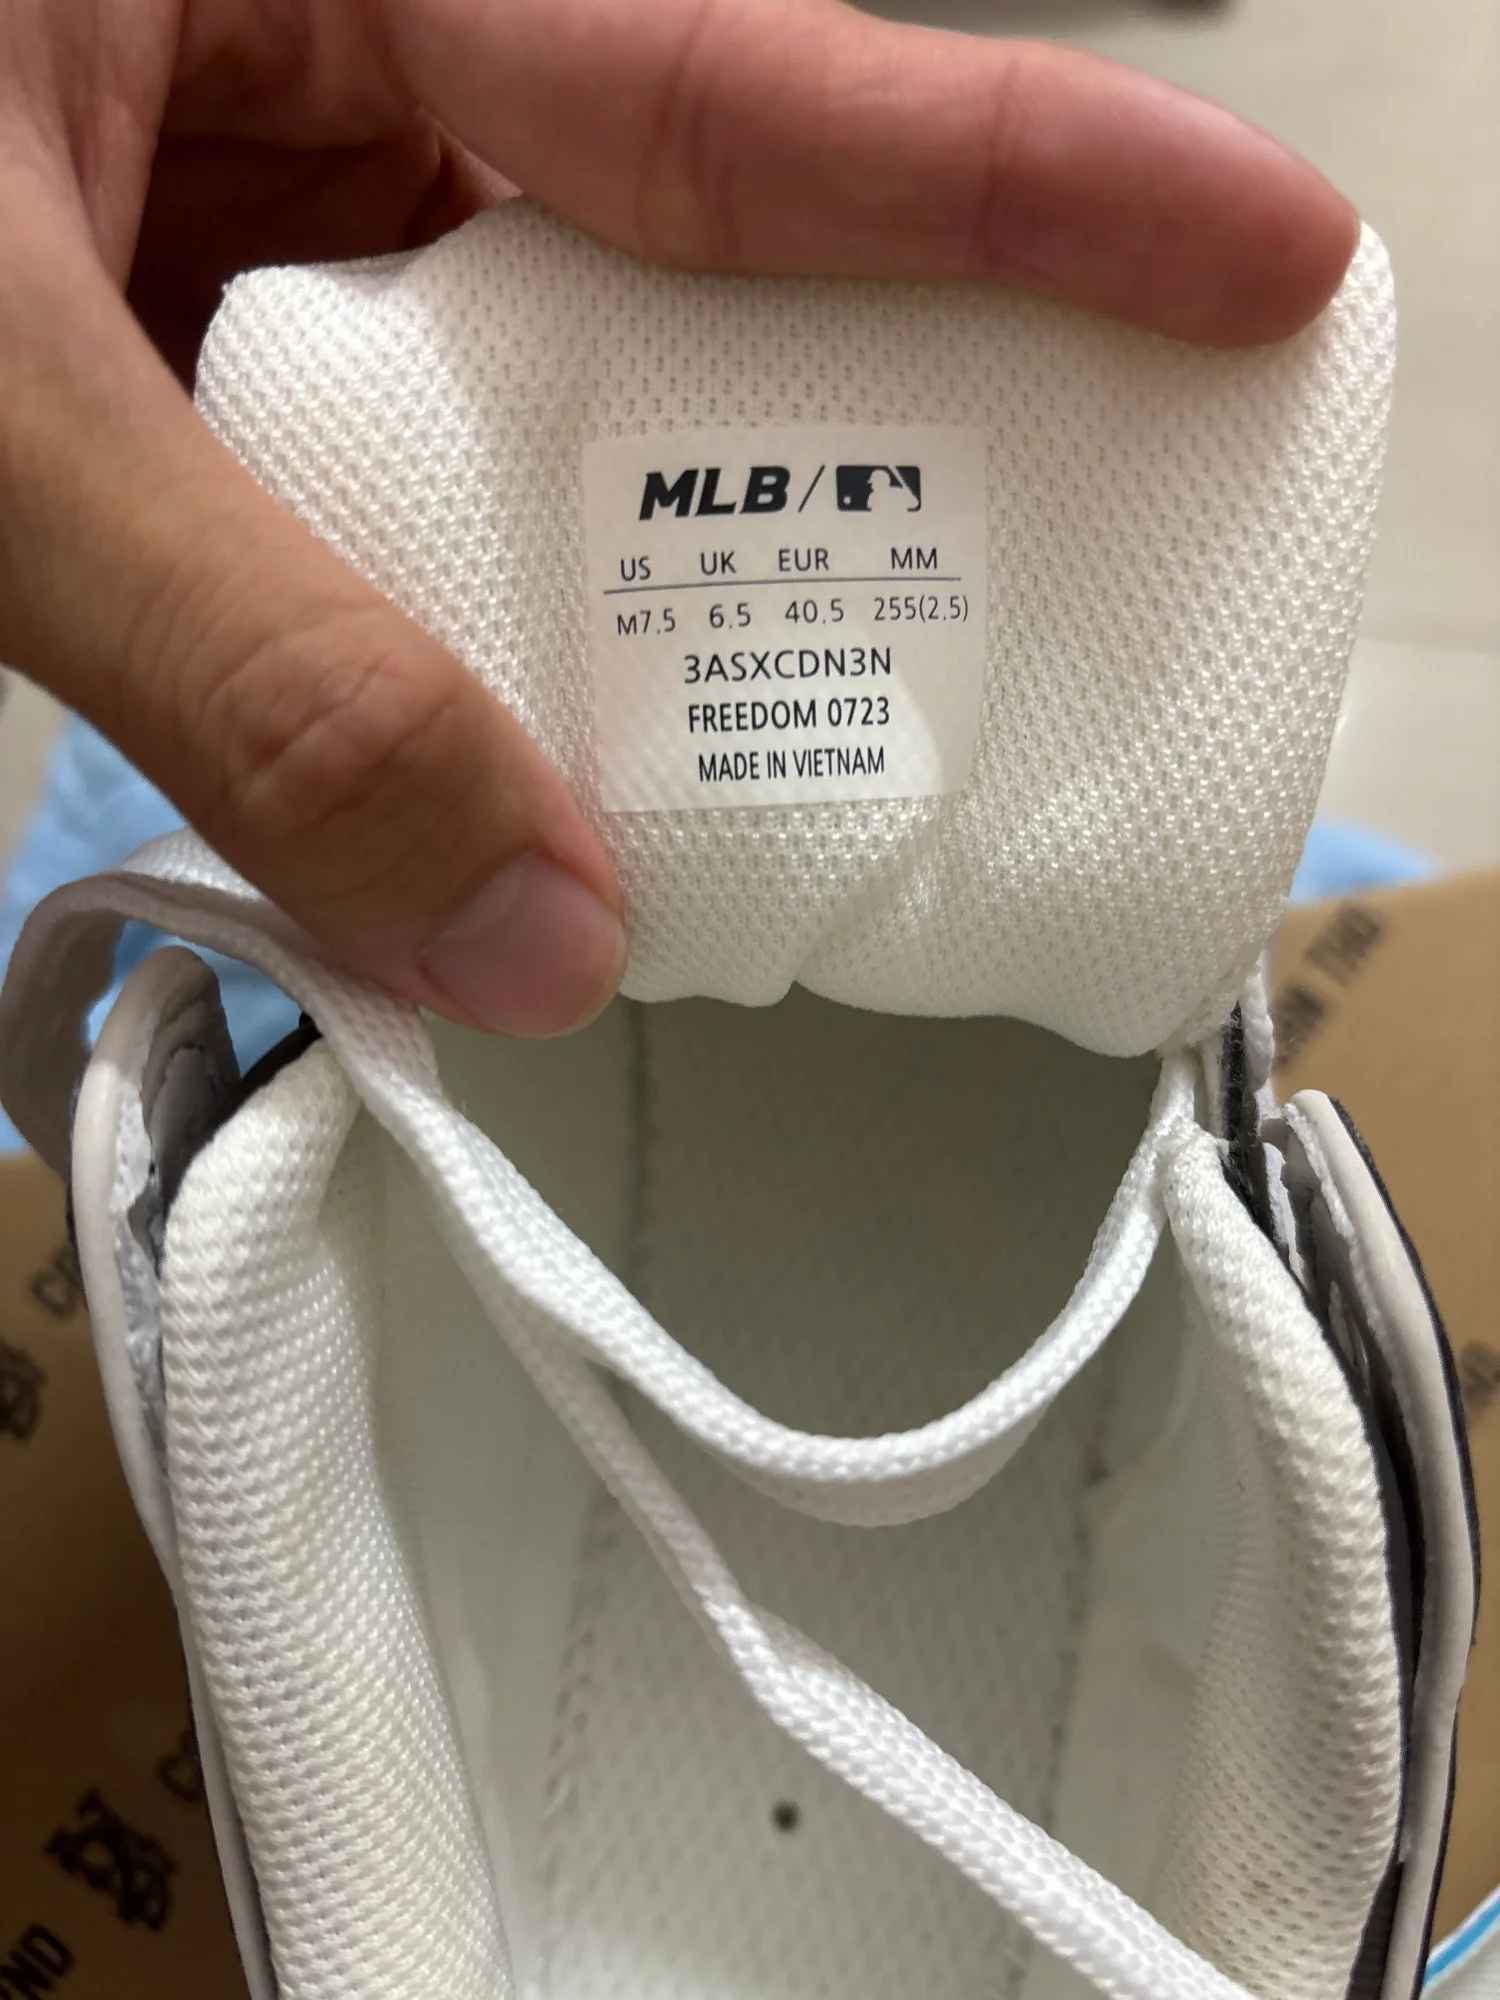 MLB
US UK EUR MM
M7.5 6.5 40.5 255(2.5)
3ASXCDN3N
FREEDOM 0723
MADE IN VIETNAM